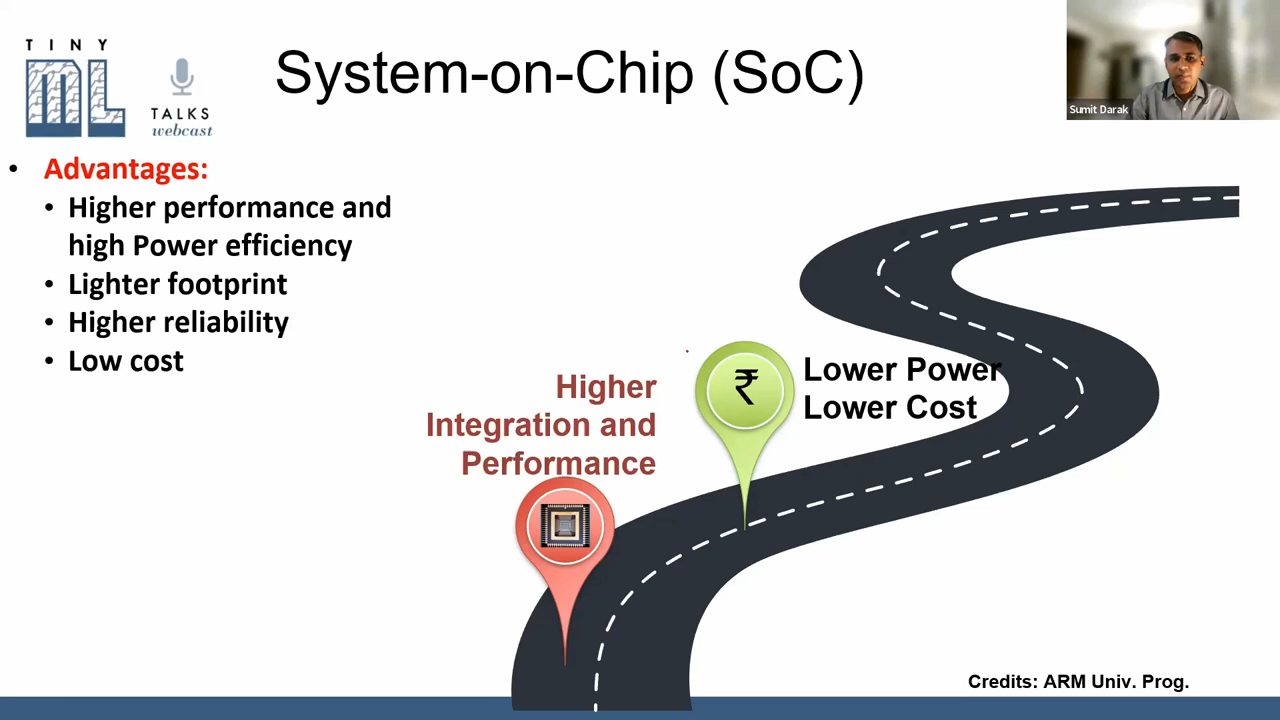 TINY
ML
TALKS
webcast
System-on-Chip (SoC)
Sumit Darak
• Advantages:
• Higher performance and
high Power efficiency
• Lighter footprint
• Higher reliability
• Low cost
Higher
Integration and
Performance
₹
Lower Power
Lower Cost
Credits: ARM Univ. Prog.